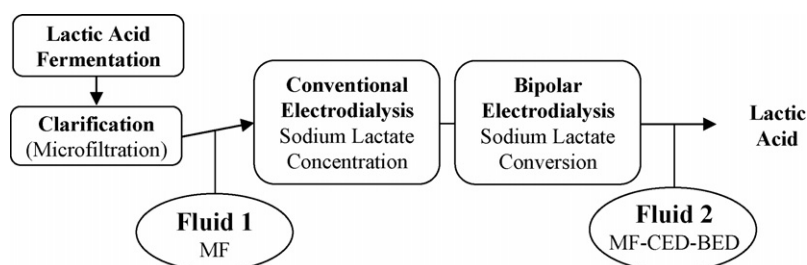 Lactic Acid
Fermentation
Clarification
(Microfiltration)
Conventional
Electrodialysis
Sodium Lactate
Concentration
Bipolar
Electrodialysis
Sodium Lactate
Conversion
Lactic
Acid
Fluid 1
MF
Fluid 2
MF-CED-BED